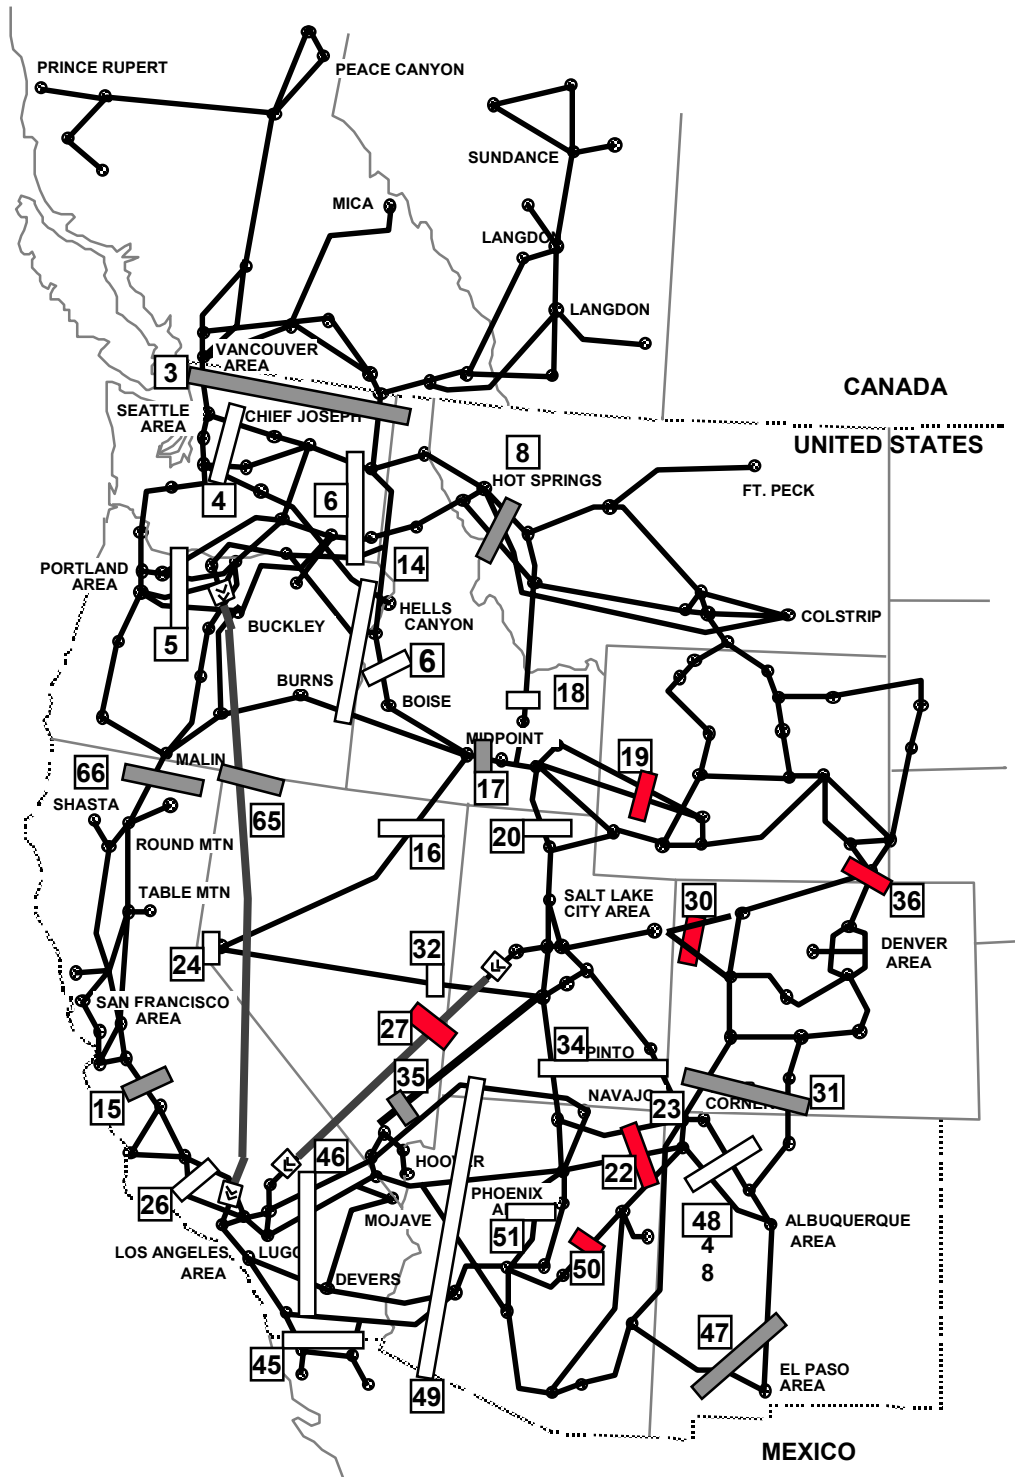 PRINCE RUPERT
PEACE CANYON
SUNDANCE
MICA
LANGDON
LANGDON
VANCOUVER
AREA
3
CANADA
SEATTLE
AREA
CHIEF JOSEPH
UNITED STATES
8
HOT SPRINGS
4
6
FT. PECK
14
PORTLAND
AREA
HELLS
CANYON
COLSTRIP
BUCKLEY
5
6
BURNS
BOISE
18
MIDPOINT
MALIN
66
19
17
SHASTA
65
20
16
ROUND MTN
TABLE MTN
SALT LAKE
CITY AREA
30
36
24
32
DENVER
AREA
SAN FRANCISCO
AREA
27
34
PINTO
35
NAVAJO
15
23
CORNER
31
46
HOOVER
22
26
PHOENIX
MOJAVE
51
48
ALBUQUERQUE
AREA
LOS ANGELES
AREA
LUGO
4
8
50
DEVERS
47
45
49
EL PASO
AREA
MEXICO